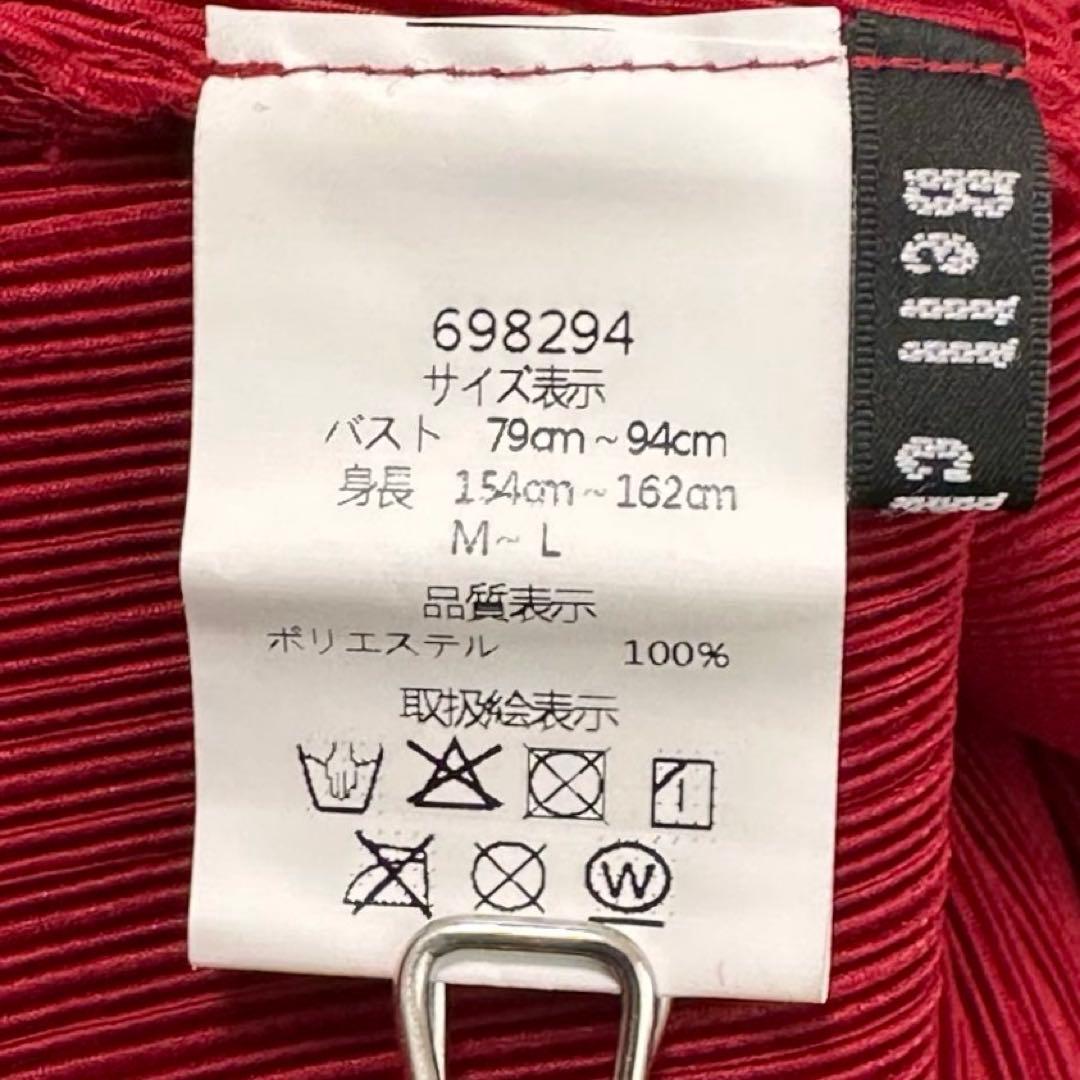 698294
サイズ表示
バスト 79cm～94cm
身長 154cm～162cm
M～L
品質表示
ポリエステル 100%
取扱絵表示
W
Bell